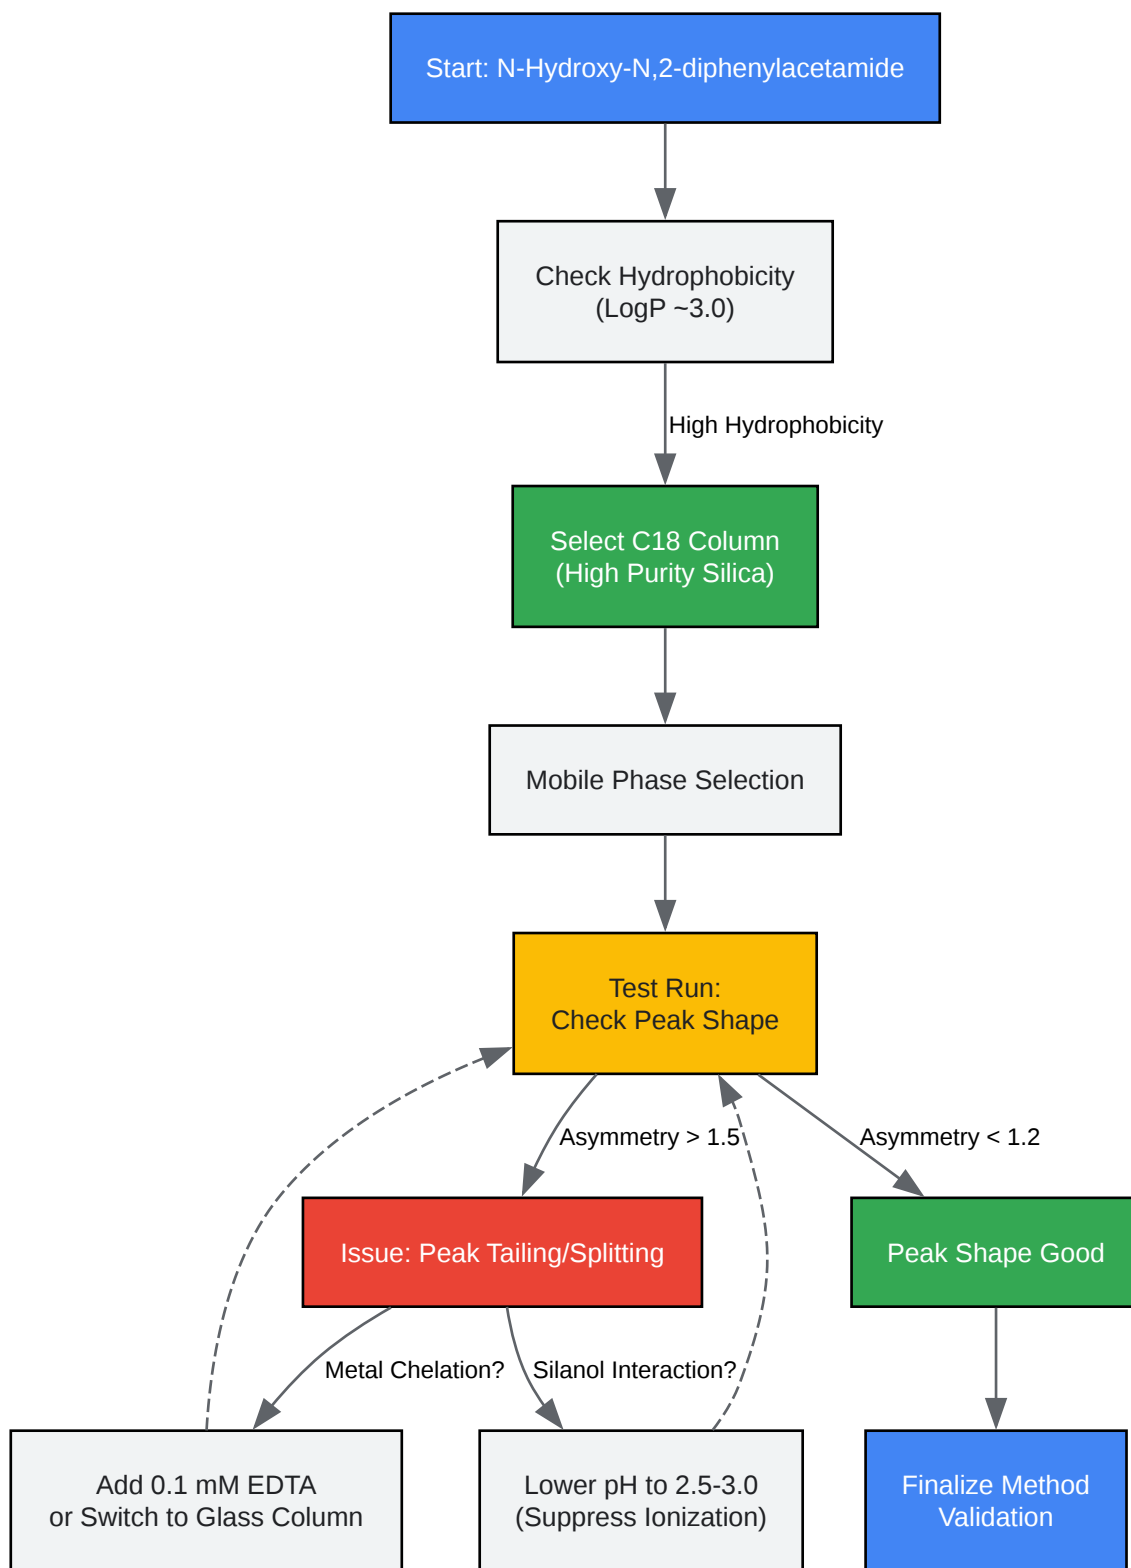 Start: N-Hydroxy-N,2-diphenylacetamide
Check Hydrophobicity
(LogP ~3.0)
High Hydrophobicity
Select C18 Column
(High Purity Silica)
Mobile Phase Selection
Test Run:
Check Peak Shape
Asymmetry > 1.5
Asymmetry < 1.2
Issue: Peak Tailing/Splitting
Peak Shape Good
Metal Chelation?
Silanol Interaction?
Add 0.1 mM EDTA
or Switch to Glass Column
Lower pH to 2.5-3.0
(Suppress Ionization)
Finalize Method
Validation